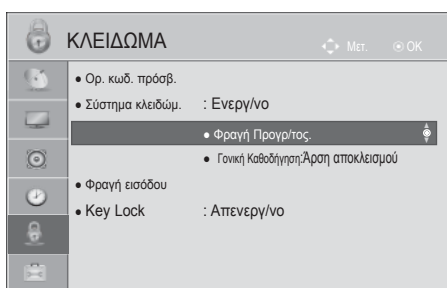 ΚΛΕΙΔΩΜΑ
Μετ. OK
● Ορ. κωδ. πρόσβ.
● Σύστημα κλειδώμ. : Ενεργ/νο
● Φραγή Προγρ/τος.
● Γονική Καθοδήγηση:Άρση αποκλεισμού
● Φραγή εισόδου
● Key Lock : Απενεργ/νο